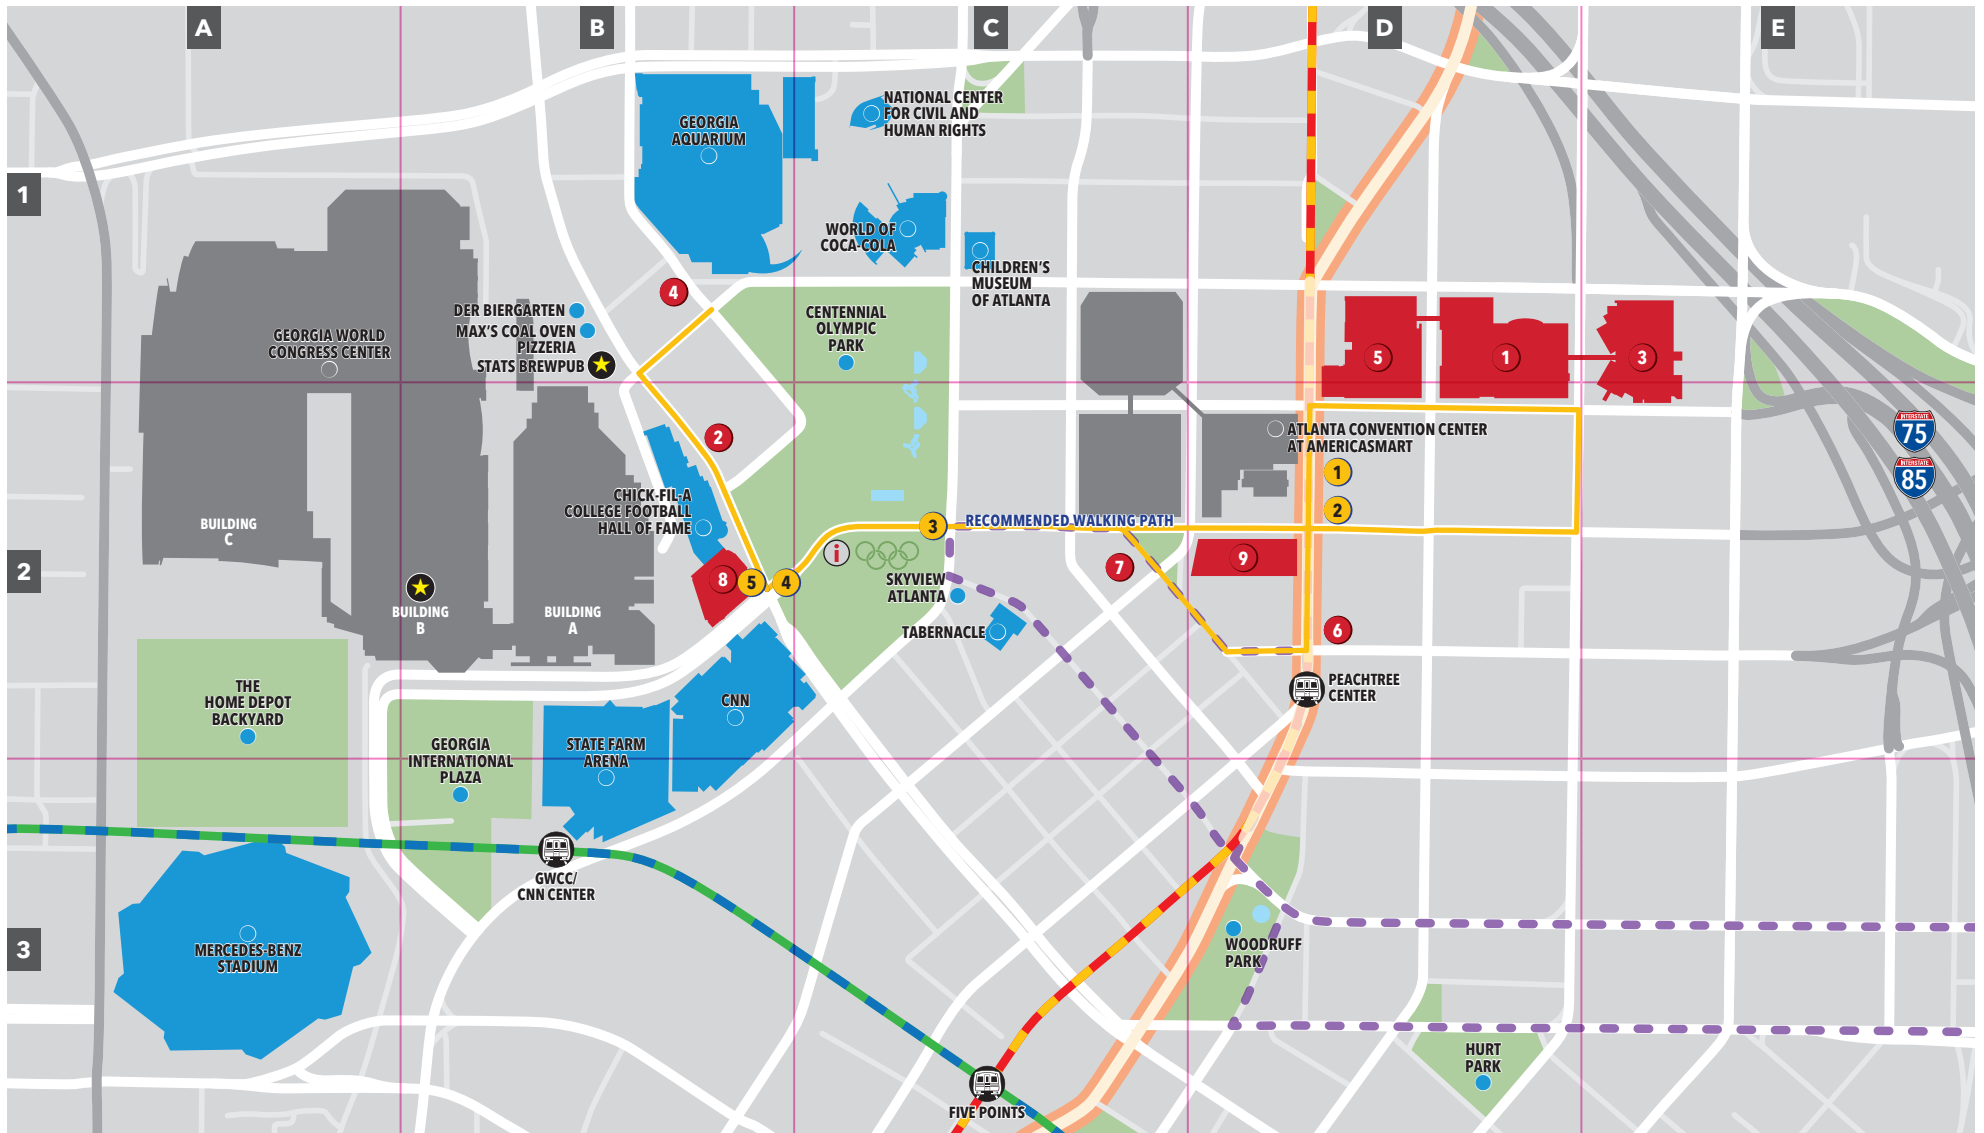 A
B
C
D
E
1
2
3
GEORGIA
AQUARIUM
NATIONAL CENTER
FOR CIVIL AND
HUMAN RIGHTS
WORLD OF
COCA-COLA
CHILDREN'S
MUSEUM
OF ATLANTA
4
DER BIERGARTEN
MAX'S COAL OVEN
PIZZERIA
STATS BREWPUB
GEORGIA WORLD
CONGRESS CENTER
CENTENNIAL
OLYMPIC
PARK
5
1
3
2
ATLANTA CONVENTION CENTER
AT AMERICASMART
1
2
INTERSTATE
75
INTERSTATE
85
CHICK-FIL-A
COLLEGE FOOTBALL
HALL OF FAME
BUILDING
C
3
RECOMMENDED WALKING PATH
i
7
9
8
5
4
SKYVIEW
ATLANTA
TABERNACLE
6
BUILDING
B
BUILDING
A
PEACHTREE
CENTER
THE
HOME DEPOT
BACKYARD
CNN
GEORGIA
INTERNATIONAL
PLAZA
STATE FARM
ARENA
GWCC/
CNN CENTER
MERCEDES-BENZ
STADIUM
WOODRUFF
PARK
HURT
PARK
FIVE POINTS